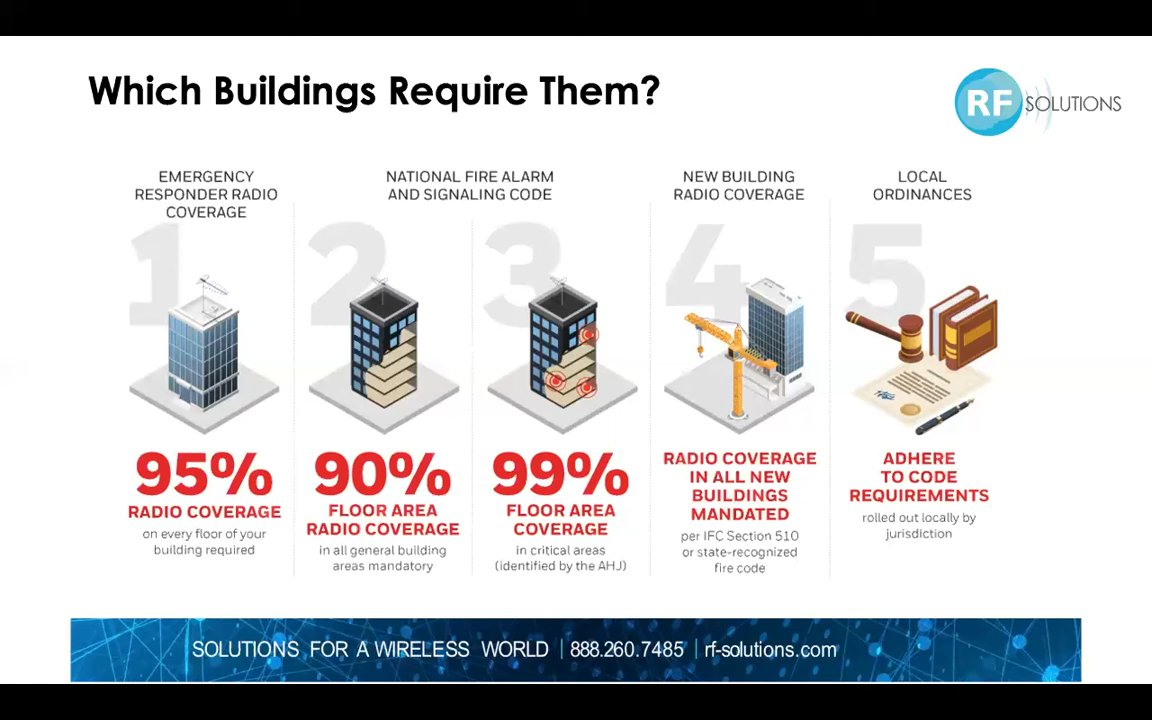 Which Buildings Require Them?
RF SOLUTIONS
EMERGENCY
RESPONDER RADIO
COVERAGE
1
95%
RADIO COVERAGE
on every floor of your
building required
NATIONAL FIRE ALARM
AND SIGNALING CODE
2
90%
FLOOR AREA
RADIO COVERAGE
in all general building
areas mandatory
3
99%
FLOOR AREA
COVERAGE
in critical areas
(identified by the AHJ)
NEW BUILDING
RADIO COVERAGE
4
RADIO COVERAGE
IN ALL NEW
BUILDINGS
MANDATED
per IFC Section 510
or state-recognized
fire code
LOCAL
ORDINANCES
5
ADHERE
TO CODE
REQUIREMENTS
rolled out locally by
jurisdiction
SOLUTIONS FOR A WIRELESS WORLD | 888.260.7485 | rf-solutions.com